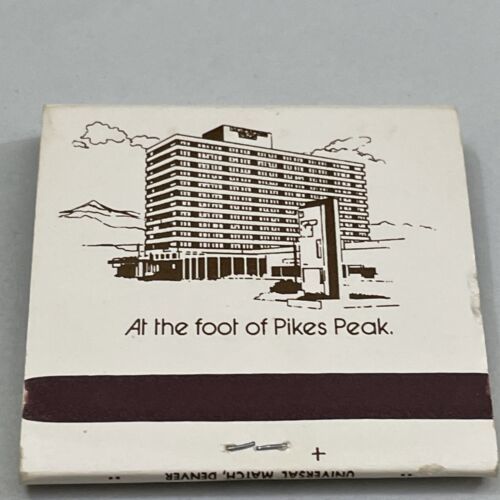 At the foot of Pikes Peak.
+
UNIVERSAL MATCH, DENVER